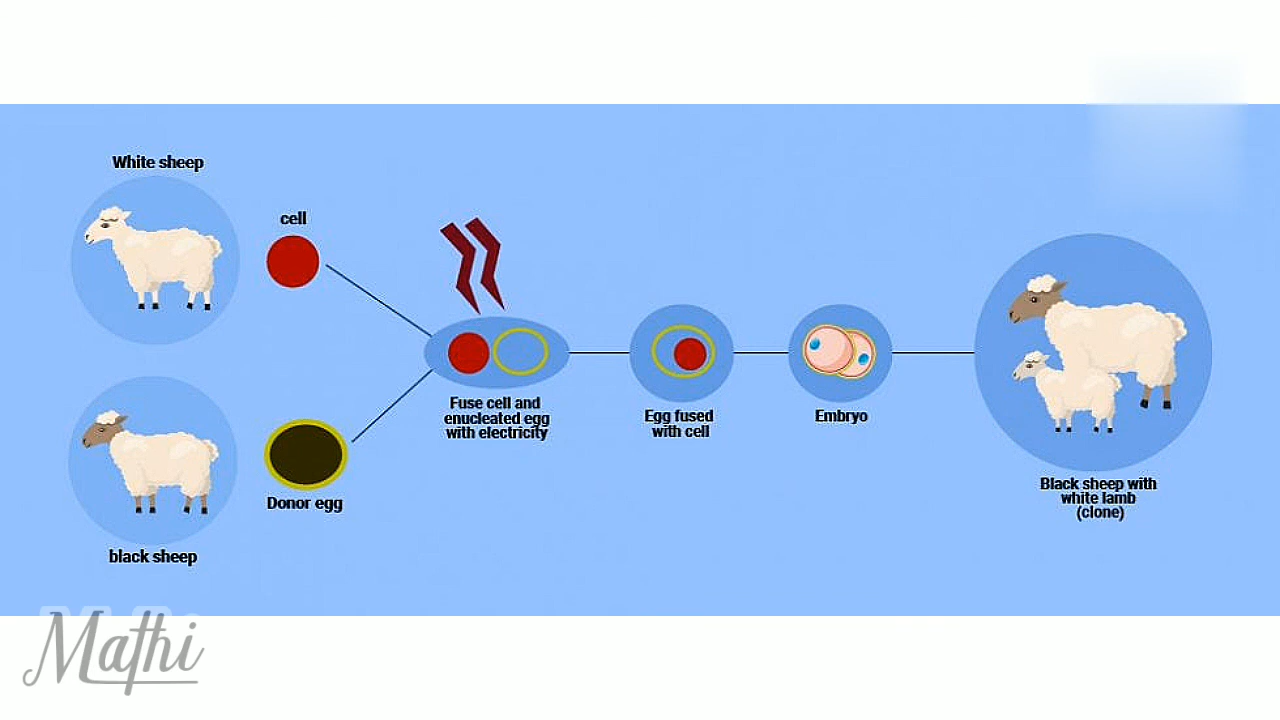 White sheep
cell
Fuse cell and
enucleated egg
with electricity
Egg fused
with cell
Embryo
Donor egg
black sheep
Black sheep with
white lamb
(clone)
Mathi